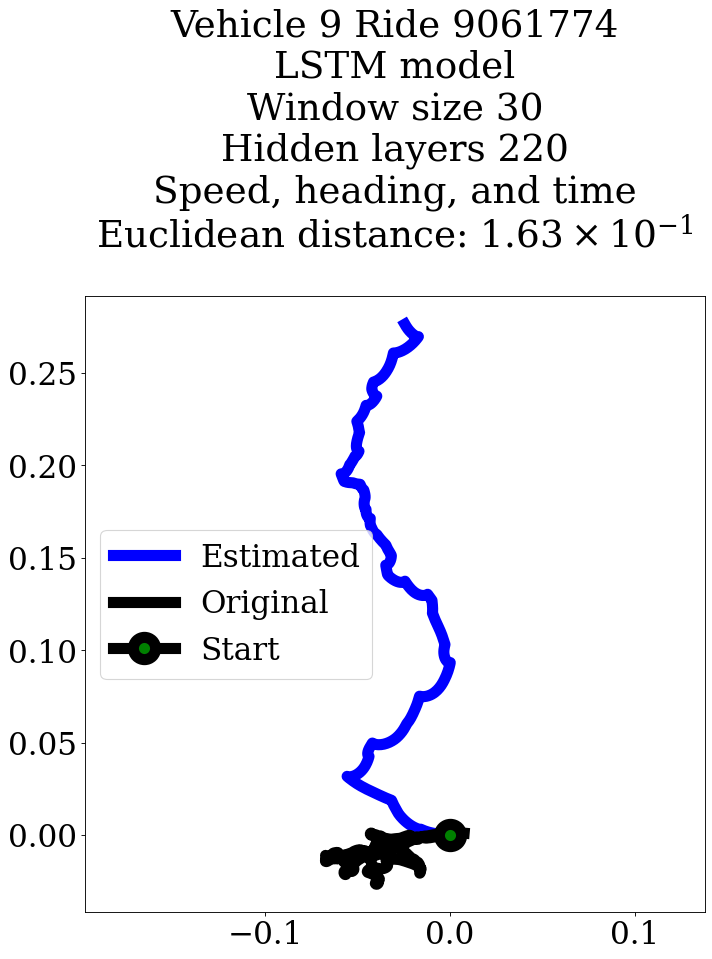 Vehicle 9 Ride 9061774
LSTM model
Window size 30
Hidden layers 220
Speed, heading, and time
Euclidean distance: 1.63 × 10⁻¹
0.25
0.20
0.15
0.10
0.05
0.00
Estimated
Original
Start
−0.1
0.0
0.1